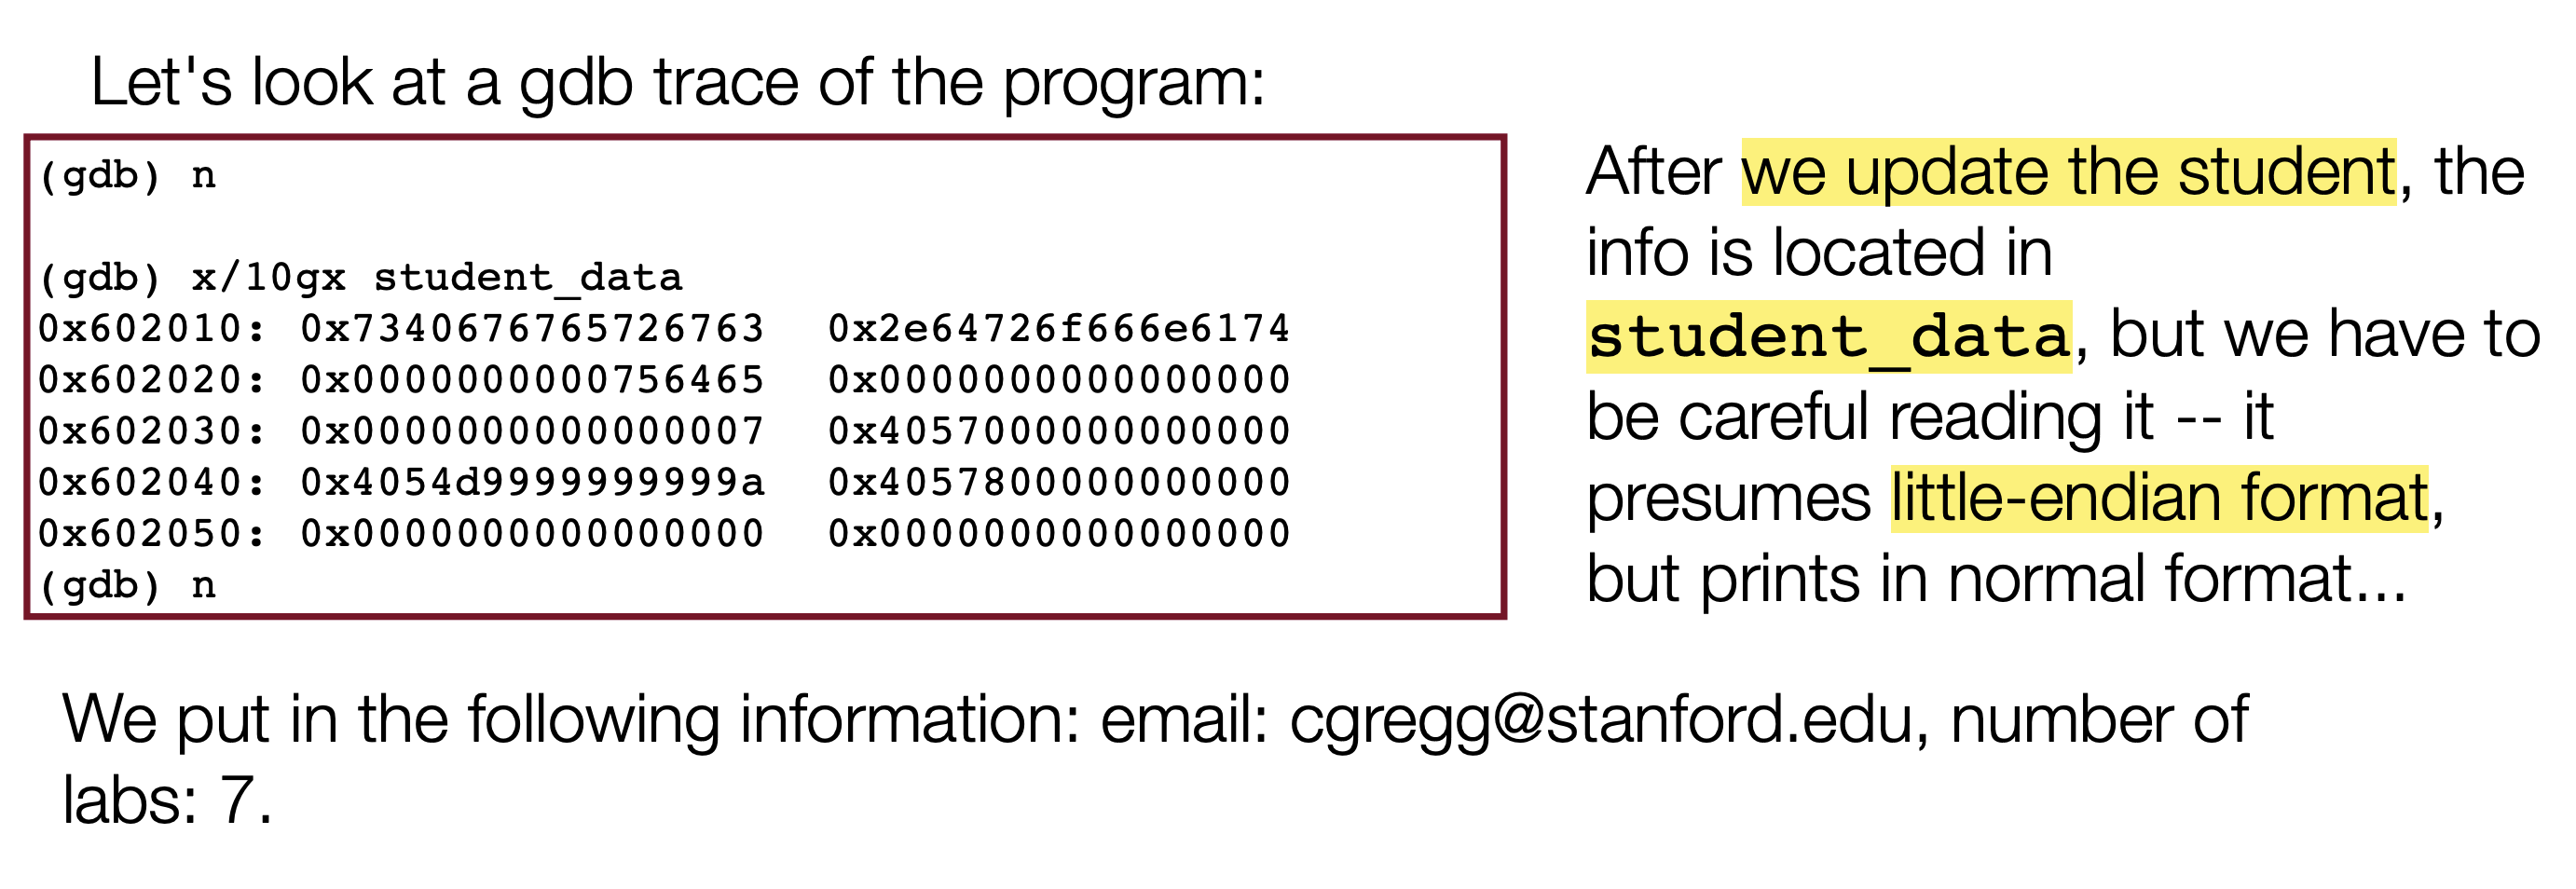 Let's look at a gdb trace of the program:
(gdb) n
(gdb) x/10gx student_data
0x602010: 0x7340676765726763 0x2e64726f666e6174
0x602020: 0x0000000000756465 0x0000000000000000
0x602030: 0x0000000000000007 0x4057000000000000
0x602040: 0x4054d9999999999a 0x4057800000000000
0x602050: 0x0000000000000000 0x0000000000000000
(gdb) n
After we update the student, the
info is located in
student_data, but we have to
be careful reading it -- it
presumes little-endian format,
but prints in normal format...
We put in the following information: email: cgregg@stanford.edu, number of
labs: 7.